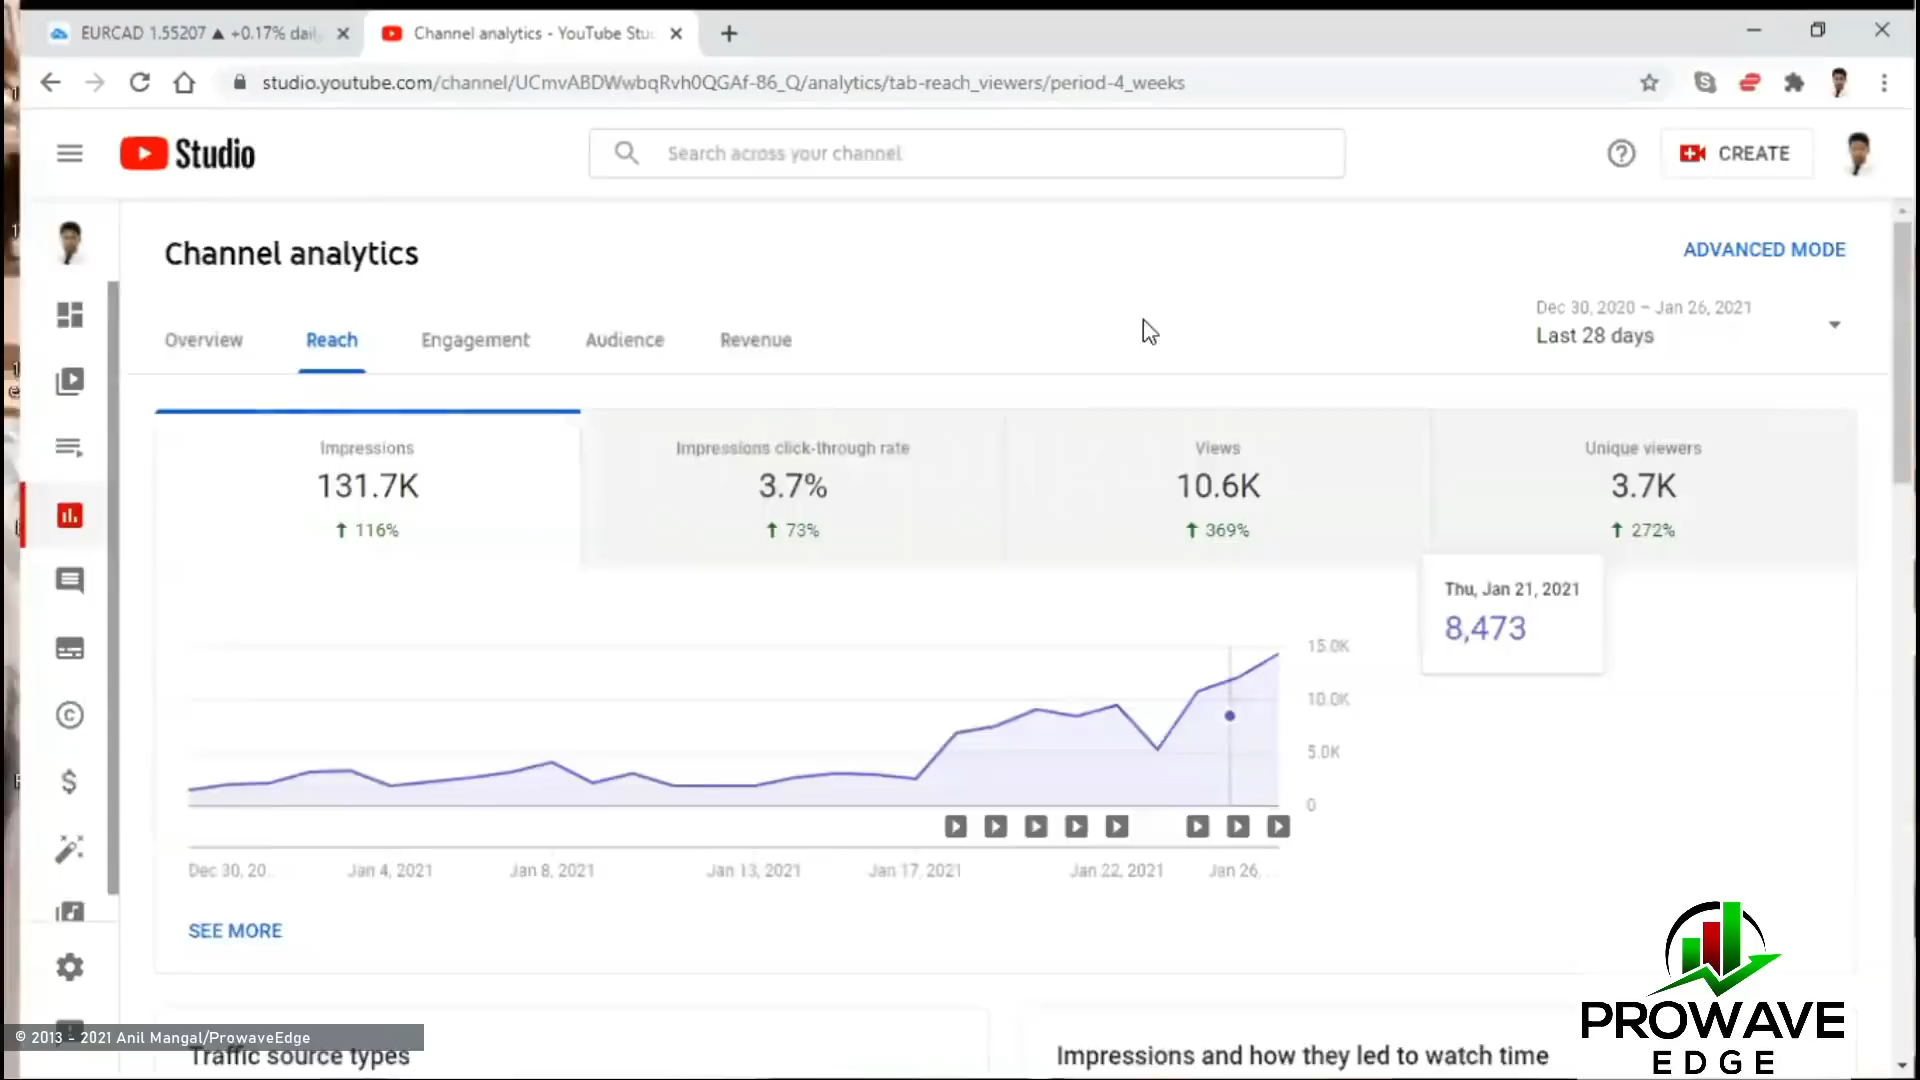 EURCAD 1.55207 ▲ +0.17% dail
Channel analytics - YouTube Stu
studio.youtube.com/channel/UCmvABDWwbqRvh0QGAf-86_Q/analytics/tab-reach_viewers/period-4_weeks
Studio
Search across your channel
CREATE
Channel analytics
ADVANCED MODE
Dec 30, 2020 – Jan 26, 2021
Last 28 days
Overview Reach Engagement Audience Revenue
Impressions Impressions click-through rate Views Unique viewers
131.7K 3.7% 10.6K 3.7K
↑ 116% ↑ 73% ↑ 369% ↑ 272%
Thu, Jan 21, 2021
8,473
15.0K
10.0K
5.0K
0
Dec 30, 20... Jan 4, 2021 Jan 8, 2021 Jan 13, 2021 Jan 17, 2021 Jan 22, 2021 Jan 26, ...
SEE MORE
PROWAVE
EDGE
© 2013 - 2021 Anil Mangal/ProwaveEdge
Traffic source types
Impressions and how they led to watch time